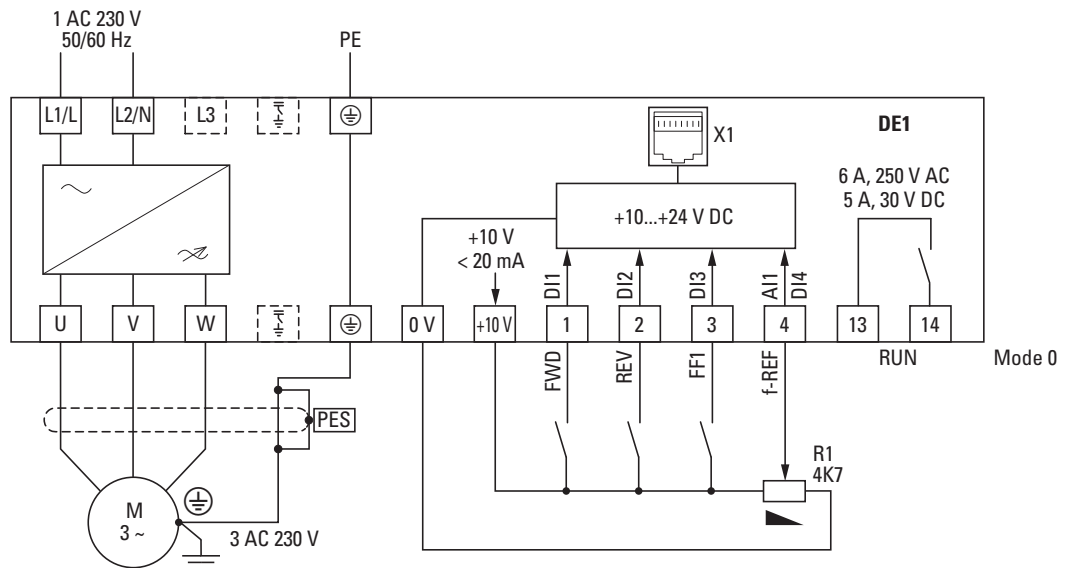 1 AC 230 V
50/60 Hz
PE
L1/L
L2/N
L3
DE1
X1
6 A, 250 V AC
5 A, 30 V DC
+10...+24 V DC
+10 V
< 20 mA
DI1
DI2
DI3
AI1
DI4
U
V
W
0 V
+10 V
1
2
3
4
13
14
FWD
REV
FF1
f-REF
RUN
Mode 0
PES
R1
4K7
M
3 ~
3 AC 230 V